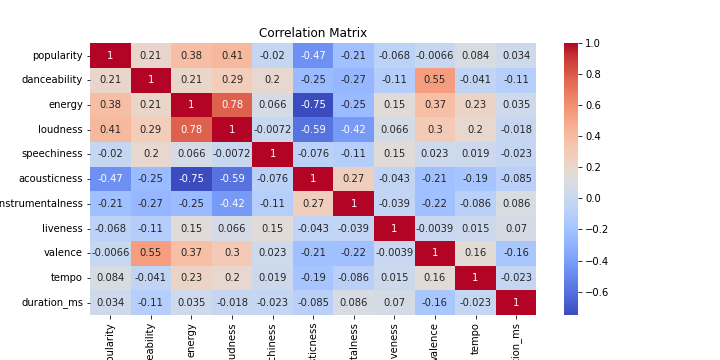 Correlation Matrix
popularity 1 0.21 0.38 0.41 -0.02 -0.47 -0.21 -0.068 -0.0066 0.084 0.034
danceability 0.21 1 0.21 0.29 0.2 -0.25 -0.27 -0.11 0.55 -0.041 -0.11
energy 0.38 0.21 1 0.78 0.066 -0.75 -0.25 0.15 0.37 0.23 0.035
loudness 0.41 0.29 0.78 1 -0.0072 -0.59 -0.42 0.066 0.3 0.2 -0.018
speechiness -0.02 0.2 0.066 -0.0072 1 -0.076 -0.11 0.15 0.023 0.019 -0.023
acousticness -0.47 -0.25 -0.75 -0.59 -0.076 1 0.27 -0.043 -0.21 -0.19 -0.085
nstrumentalness -0.21 -0.27 -0.25 -0.42 -0.11 0.27 1 -0.039 -0.22 -0.086 0.086
liveness -0.068 -0.11 0.15 0.066 0.15 -0.043 -0.039 1 -0.0039 0.015 0.07
valence -0.0066 0.55 0.37 0.3 0.023 -0.21 -0.22 -0.0039 1 0.16 -0.16
tempo 0.084 -0.041 0.23 0.2 0.019 -0.19 -0.086 0.015 0.16 1 -0.023
duration_ms 0.034 -0.11 0.035 -0.018 -0.023 -0.085 0.086 0.07 -0.16 -0.023 1
pularity
eability
energy
udness
chiness
ticness
talness
veness
valence
tempo
ion_ms
1.0
0.8
0.6
0.4
0.2
0.0
−0.2
−0.4
−0.6